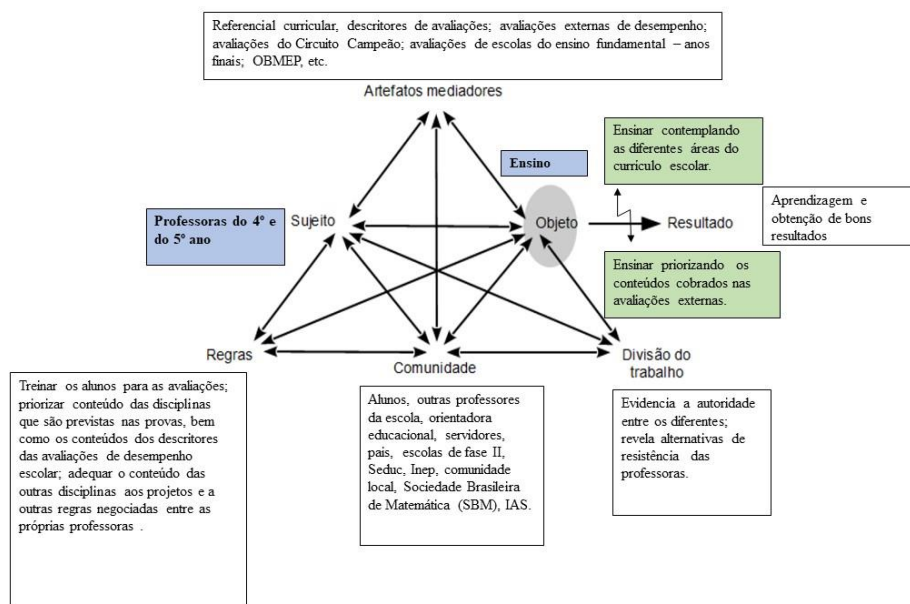 Referencial curricular, descritores de avaliações; avaliações externas de desempenho;
avaliações do Circuito Campeão; avaliações de escolas do ensino fundamental – anos
finais; OBMEP, etc.
Artefatos mediadores
Ensino
Ensinar contemplando
as diferentes áreas do
currículo escolar.
Professoras do 4º e
do 5º ano
Sujeito
Objeto
Resultado
Aprendizagem e
obtenção de bons
resultados
Ensinar priorizando os
conteúdos cobrados nas
avaliações externas.
Regras
Comunidade
Divisão do
trabalho
Treinar os alunos para as avaliações;
priorizar conteúdo das disciplinas
que são previstas nas provas, bem
como os conteúdos dos descritores
das avaliações de desempenho
escolar; adequar o conteúdo das
outras disciplinas aos projetos e a
outras regras negociadas entre as
próprias professoras .
Alunos, outras professores
da escola, orientadora
educacional, servidores,
pais, escolas de fase II,
Seduc, Inep, comunidade
local, Sociedade Brasileira
de Matemática (SBM), IAS.
Evidencia a autoridade
entre os diferentes;
revela alternativas de
resistência das
professoras.